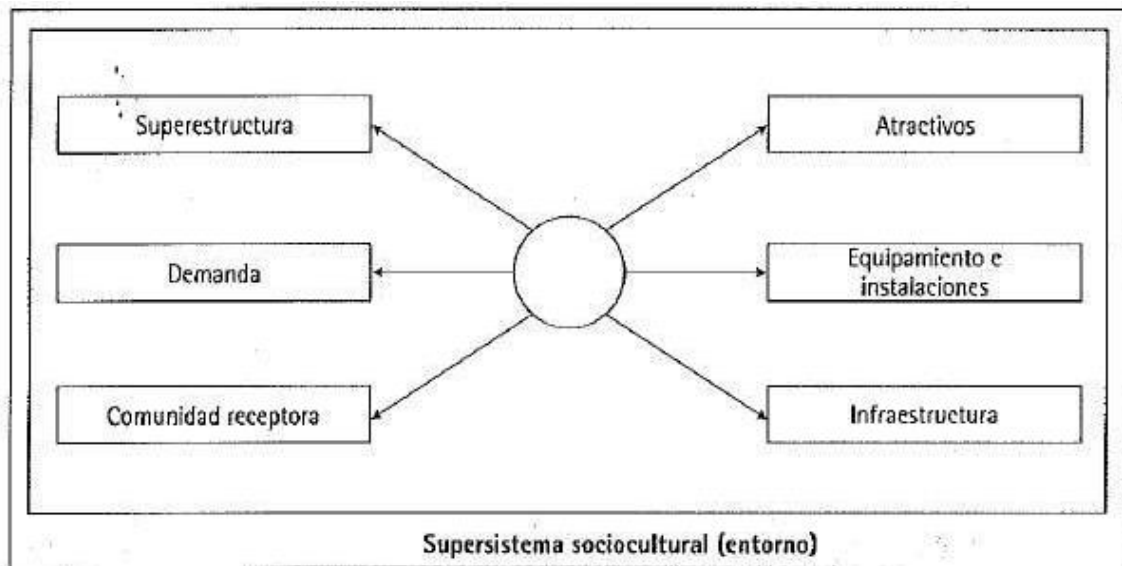 Superestructura
Atractivos
Demanda
Equipamiento e
instalaciones
Comunidad receptora
Infraestructura
Supersistema sociocultural (entorno)